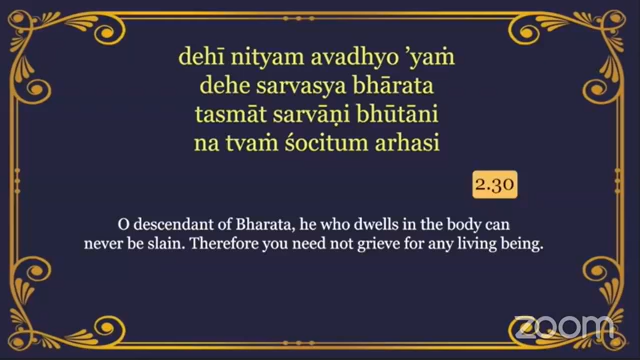 dehī nityam avadhyo ’yaṁ
dehe sarvasya bhārata
tasmāt sarvāṇi bhūtāni
na tvaṁ śocitum arhasi
2.30
O descendant of Bharata, he who dwells in the body can
never be slain. Therefore you need not grieve for any living being.
zoom